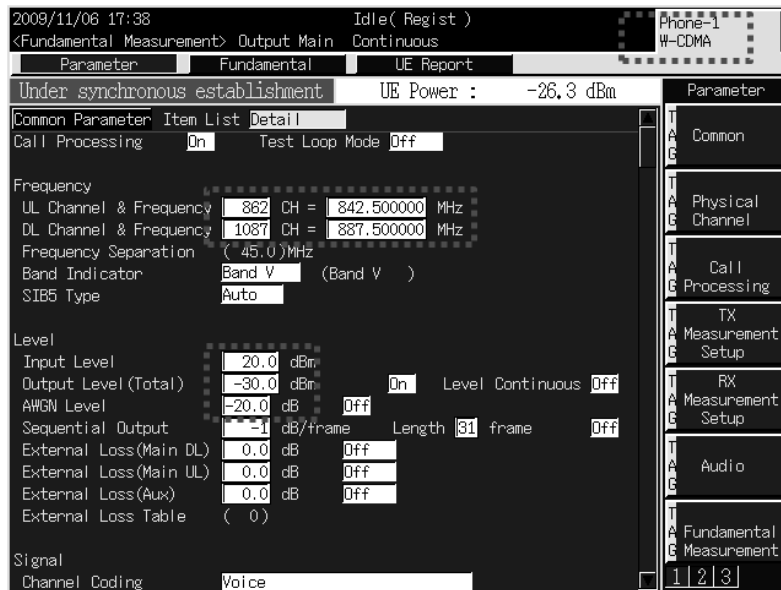 2009/11/06 17:38 Idle( Regist ) Phone-1
<Fundamental Measurement> Output Main Continuous W-CDMA
Parameter Fundamental UE Report
Under synchronous establishment UE Power : -26.3 dBm Parameter
Common Parameter Item List Detail
Call Processing On Test Loop Mode Off
TAG Common
Frequency
UL Channel & Frequency 862 CH = 842.500000 MHz
DL Channel & Frequency 1087 CH = 887.500000 MHz
TAG Physical Channel
Frequency Separation ( 45.0)MHz
Band Indicator Band V (Band V )
SIB5 Type Auto
TAG Call Processing
Level
Input Level 20.0 dBm
Output Level(Total) -30.0 dBm On Level Continuous Off
AWGN Level -20.0 dB Off
Sequential Output -1 dB/frame Length 31 frame Off
External Loss(Main DL) 0.0 dB Off
External Loss(Main UL) 0.0 dB Off
External Loss(Aux) 0.0 dB Off
External Loss Table ( 0)
TAG TX Measurement Setup
TAG RX Measurement Setup
TAG Audio
Signal
Channel Coding Voice
TAG Fundamental Measurement
1 2 3